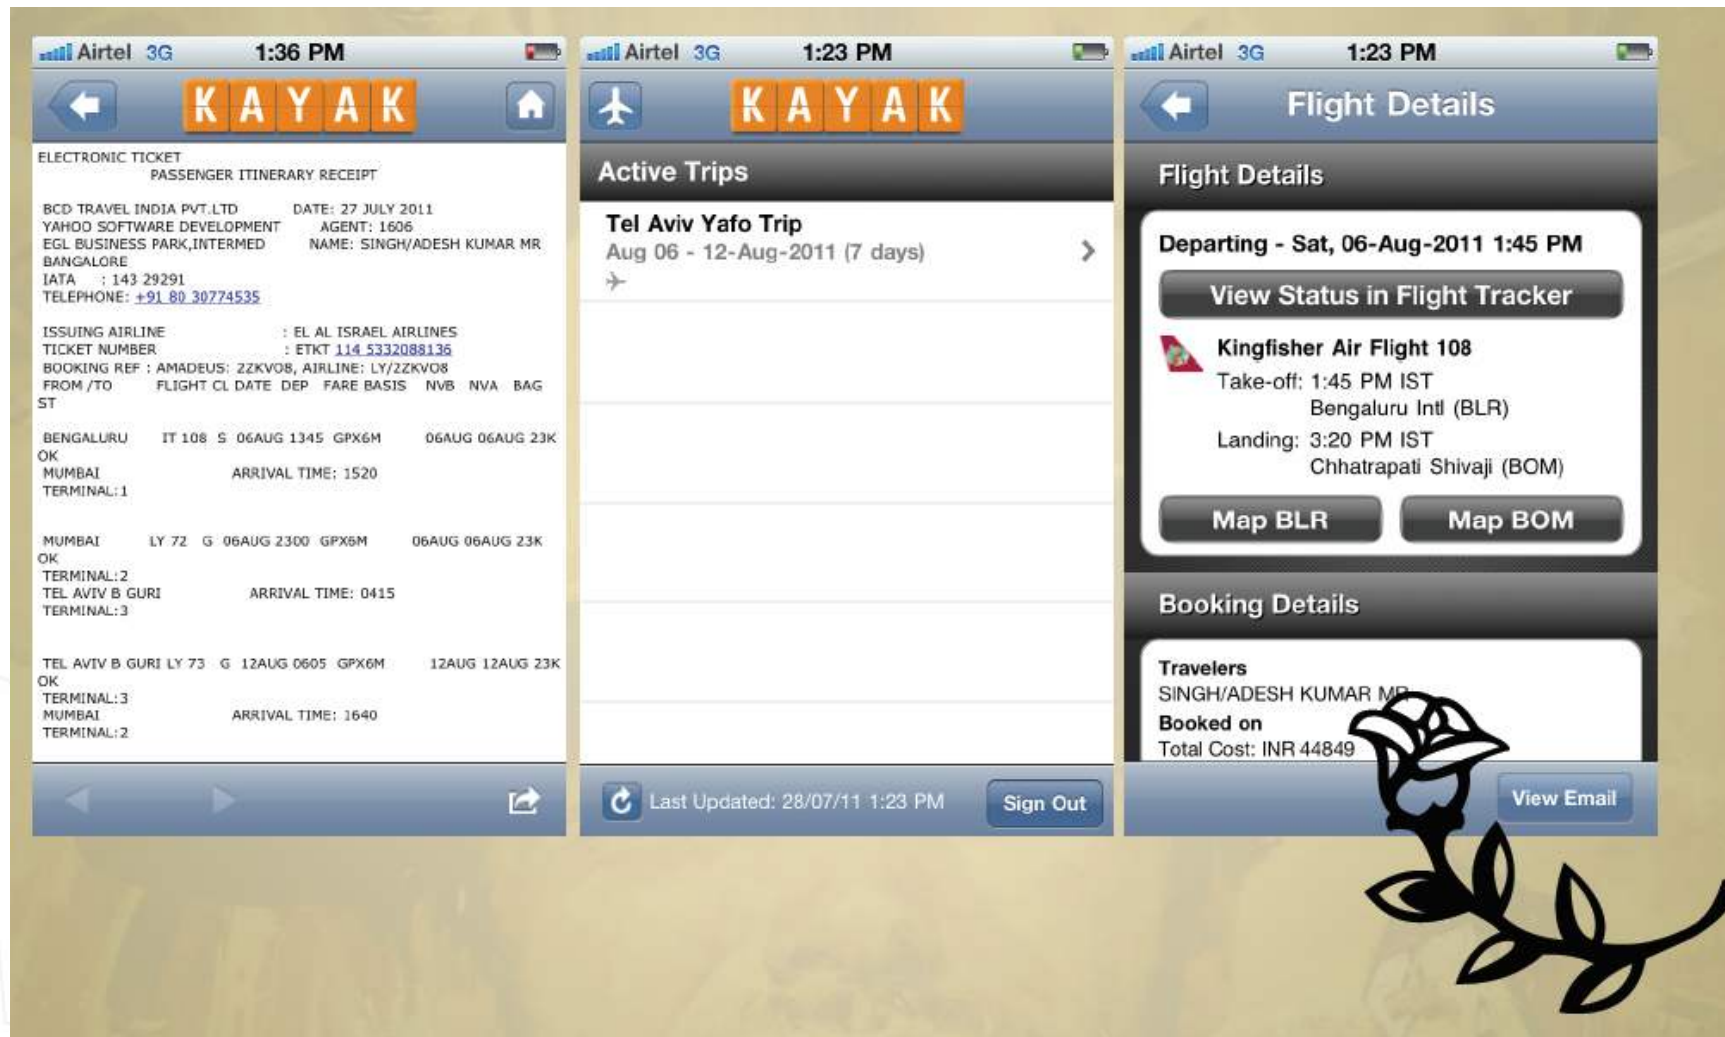 Airtel 3G 1:36 PM
KAYAK
ELECTRONIC TICKET
PASSENGER ITINERARY RECEIPT
BCD TRAVEL INDIA PVT.LTD DATE: 27 JULY 2011
YAHOO SOFTWARE DEVELOPMENT AGENT: 1606
EGL BUSINESS PARK,INTERMED NAME: SINGH/ADESH KUMAR MR
BANGALORE
IATA : 143 29291
TELEPHONE: +91 80 30774535
ISSUING AIRLINE : EL AL ISRAEL AIRLINES
TICKET NUMBER : ETKT 114 5332088136
BOOKING REF : AMADEUS: 2ZKVO8, AIRLINE: LY/2ZKVO8
FROM /TO FLIGHT CL DATE DEP FARE BASIS NVB NVA BAG
ST
BENGALURU IT 108 S 06AUG 1345 GPX6M 06AUG 06AUG 23K
OK
MUMBAI ARRIVAL TIME: 1520
TERMINAL:1
MUMBAI LY 72 G 06AUG 2300 GPX6M 06AUG 06AUG 23K
OK
TERMINAL:2
TEL AVIV B GURI ARRIVAL TIME: 0415
TERMINAL:3
TEL AVIV B GURI LY 73 G 12AUG 0605 GPX6M 12AUG 12AUG 23K
OK
TERMINAL:3
MUMBAI ARRIVAL TIME: 1640
TERMINAL:2
Airtel 3G 1:23 PM
KAYAK
Active Trips
Tel Aviv Yafo Trip
Aug 06 - 12-Aug-2011 (7 days)
Last Updated: 28/07/11 1:23 PM
Sign Out
Airtel 3G 1:23 PM
Flight Details
Flight Details
Departing - Sat, 06-Aug-2011 1:45 PM
View Status in Flight Tracker
Kingfisher Air Flight 108
Take-off: 1:45 PM IST
Bengaluru Intl (BLR)
Landing: 3:20 PM IST
Chhatrapati Shivaji (BOM)
Map BLR Map BOM
Booking Details
Travelers
SINGH/ADESH KUMAR MR
Booked on
Total Cost: INR 44849
View Email